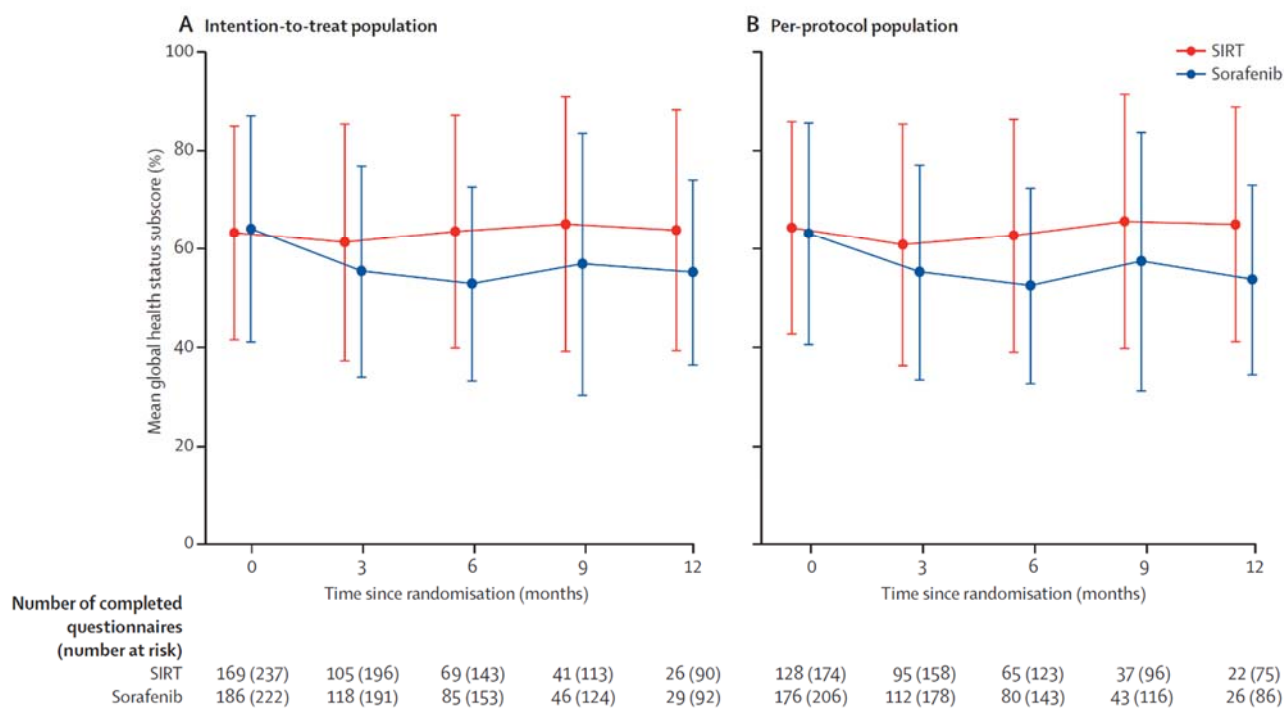 A Intention-to-treat population
B Per-protocol population
SIRT
Sorafenib
Mean global health status subscore (%)
100
80
60
40
20
0
0 3 6 9 12
0 3 6 9 12
Time since randomisation (months)
Time since randomisation (months)
Number of completed
questionnaires
(number at risk)
SIRT 169 (237) 105 (196) 69 (143) 41 (113) 26 (90) 128 (174) 95 (158) 65 (123) 37 (96) 22 (75)
Sorafenib 186 (222) 118 (191) 85 (153) 46 (124) 29 (92) 176 (206) 112 (178) 80 (143) 43 (116) 26 (86)